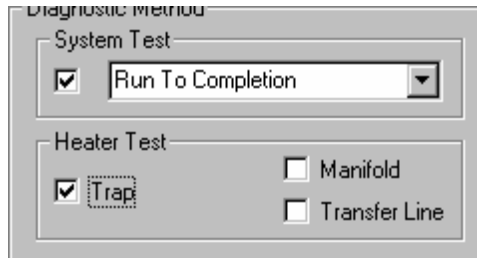 Diagnostic Method
System Test
Run To Completion
Heater Test
Trap
Manifold
Transfer Line